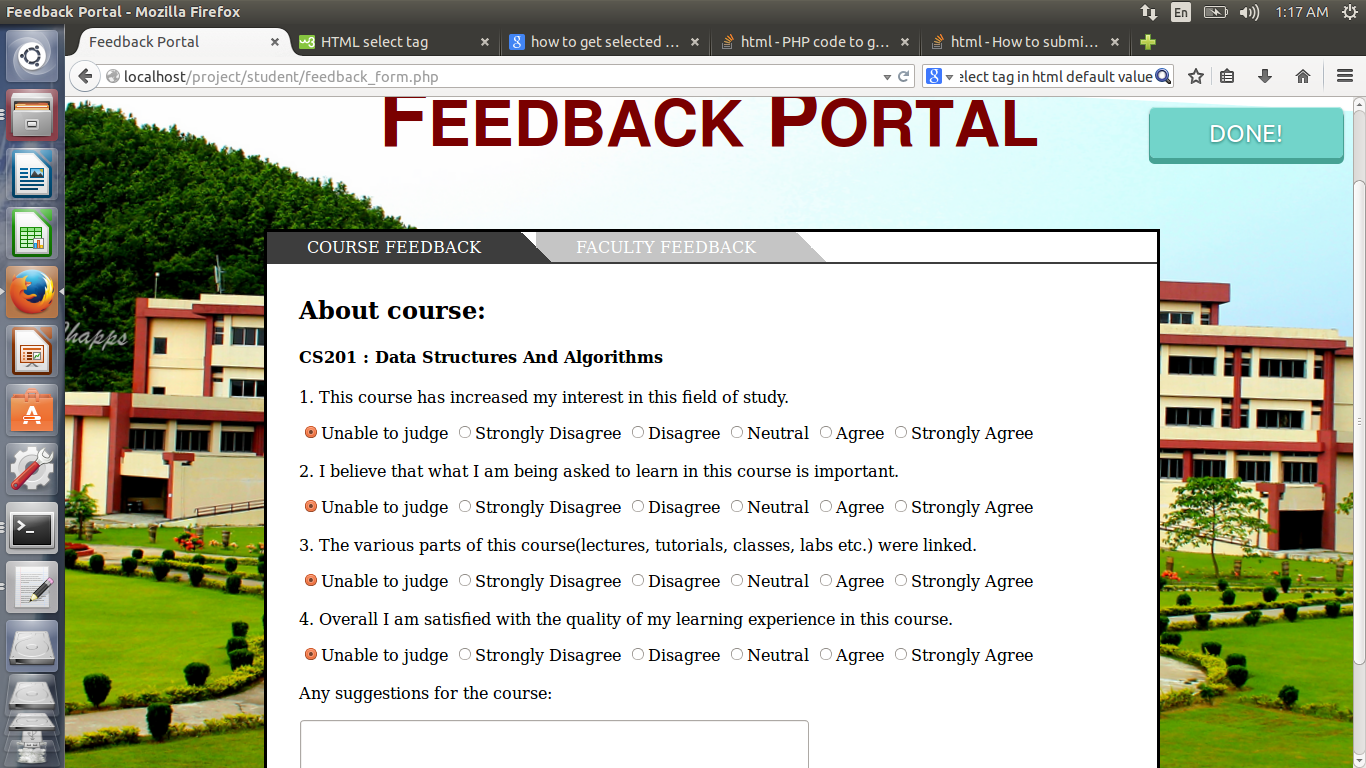 Feedback Portal - Mozilla Firefox
En
1:17 AM
Feedback Portal
HTML select tag
how to get selected ...
html - PHP code to g...
html - How to submi...
localhost/project/student/feedback_form.php
elect tag in html default value
FEEDBACK PORTAL
DONE!
COURSE FEEDBACK
FACULTY FEEDBACK
Chapps
About course:
CS201 : Data Structures And Algorithms
1. This course has increased my interest in this field of study.
Unable to judge Strongly Disagree Disagree Neutral Agree Strongly Agree
2. I believe that what I am being asked to learn in this course is important.
Unable to judge Strongly Disagree Disagree Neutral Agree Strongly Agree
3. The various parts of this course(lectures, tutorials, classes, labs etc.) were linked.
Unable to judge Strongly Disagree Disagree Neutral Agree Strongly Agree
4. Overall I am satisfied with the quality of my learning experience in this course.
Unable to judge Strongly Disagree Disagree Neutral Agree Strongly Agree
Any suggestions for the course: